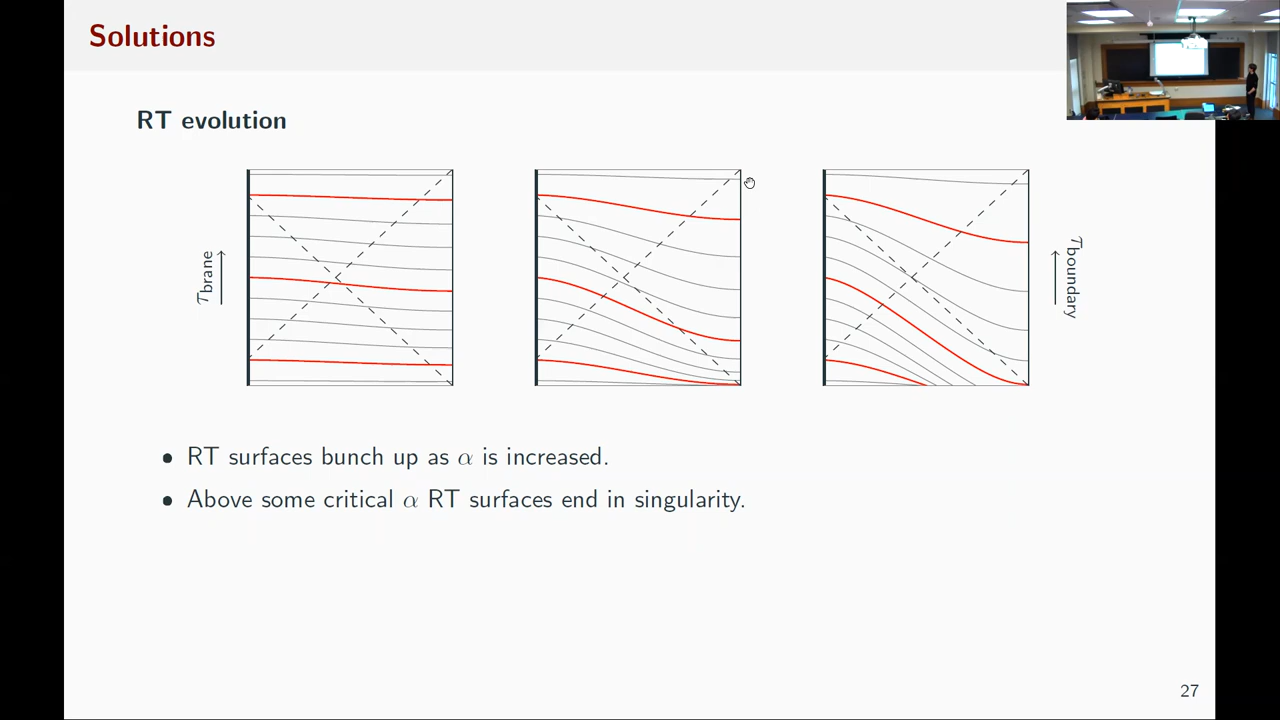 Solutions
RT evolution
τbrane
τboundary
• RT surfaces bunch up as α is increased.
• Above some critical α RT surfaces end in singularity.
27